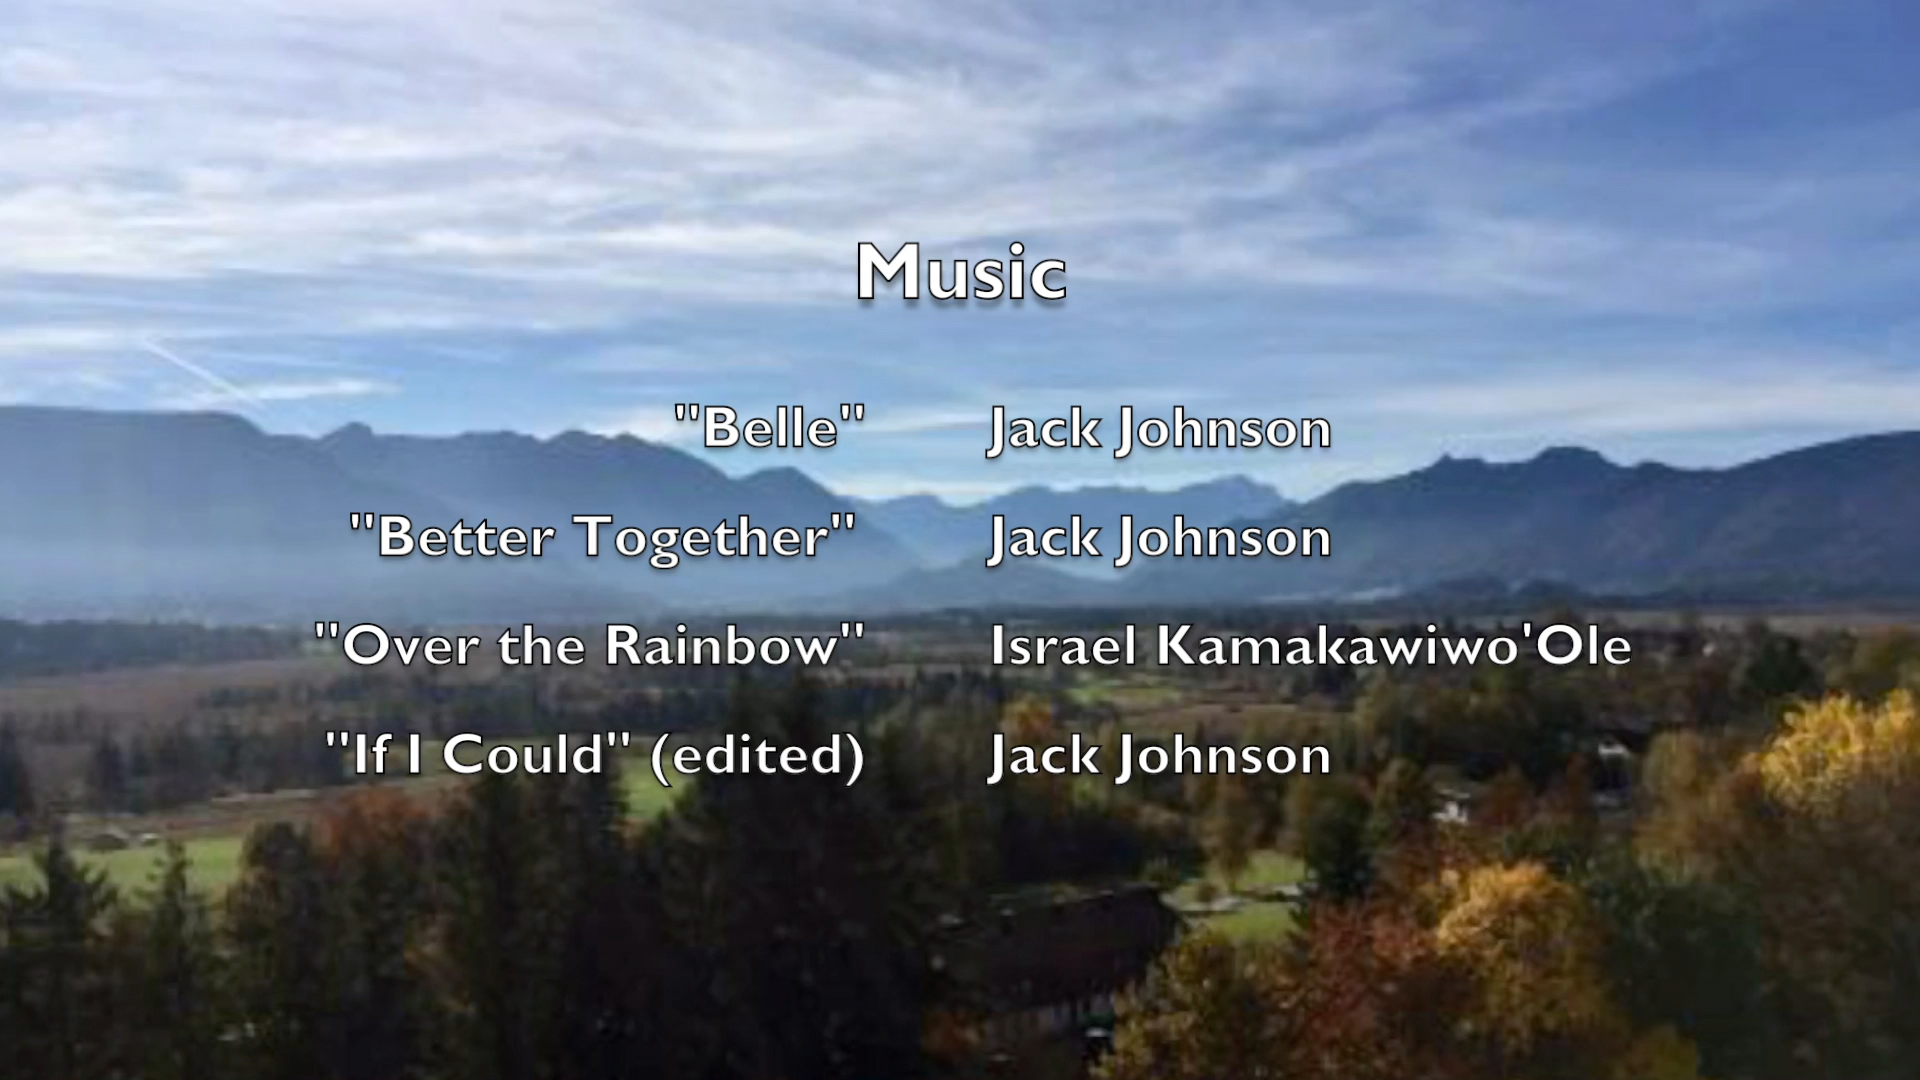 Music
"Belle" Jack Johnson
"Better Together" Jack Johnson
"Over the Rainbow" Israel Kamakawiwo'Ole
"If I Could" (edited) Jack Johnson